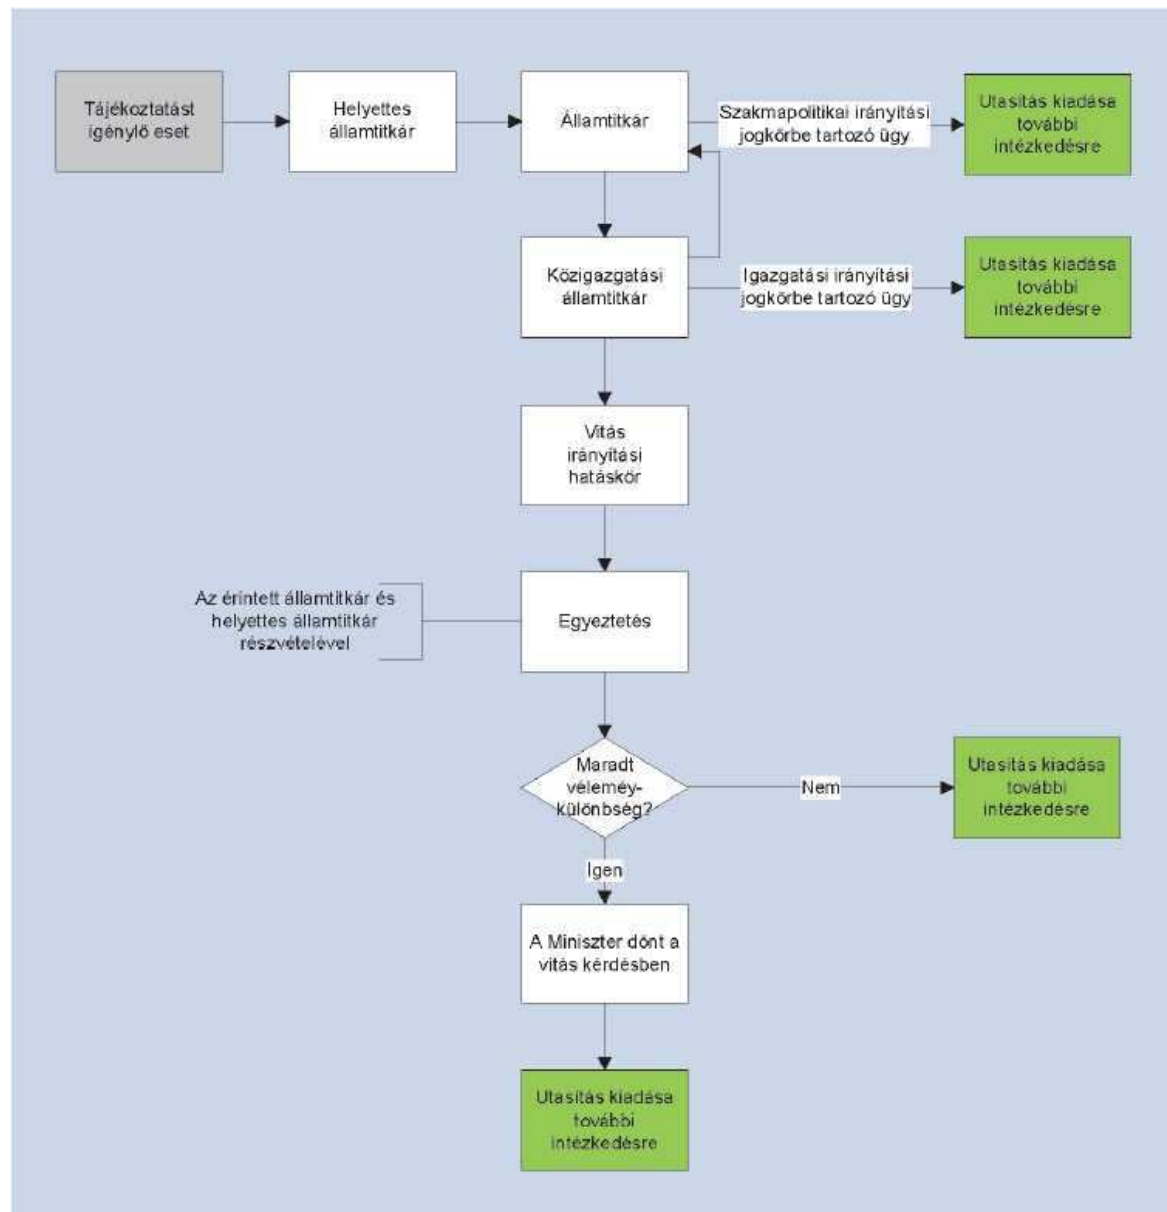 Tájékoztatást
igénylő eset
Helyettes
államtitkár
Államtitkár
Szakmapolitikai irányítási
jogkörbe tartozó ügy
Utasítás kiadása
további
intézkedésre
Közigazgatási
államtitkár
Igazgatási irányítási
jogkörbe tartozó ügy
Utasítás kiadása
további
intézkedésre
Vitás
irányítási
hatáskör
Az érintett államtitkár és
helyettes államtitkár
részvételével
Egyeztetés
Maradt
véleméy-
különbség?
Nem
Utasítás kiadása
további
intézkedésre
Igen
A Miniszter dönt a
vitás kérdésben
Utasítás kiadása
további
intézkedésre